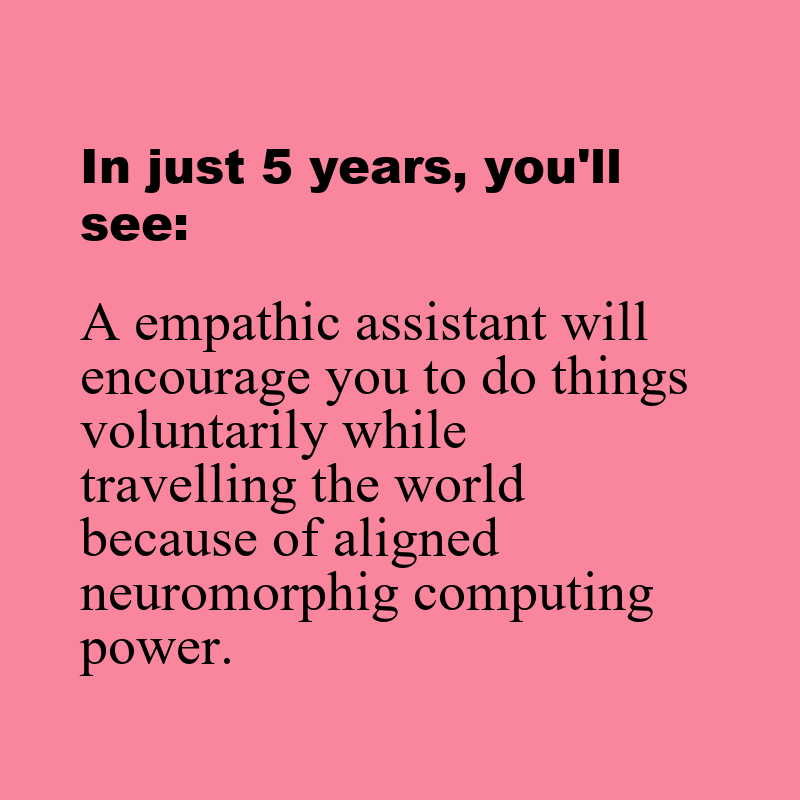 In just 5 years, you'll
see:
A empathic assistant will
encourage you to do things
voluntarily while
travelling the world
because of aligned
neuromorphig computing
power.